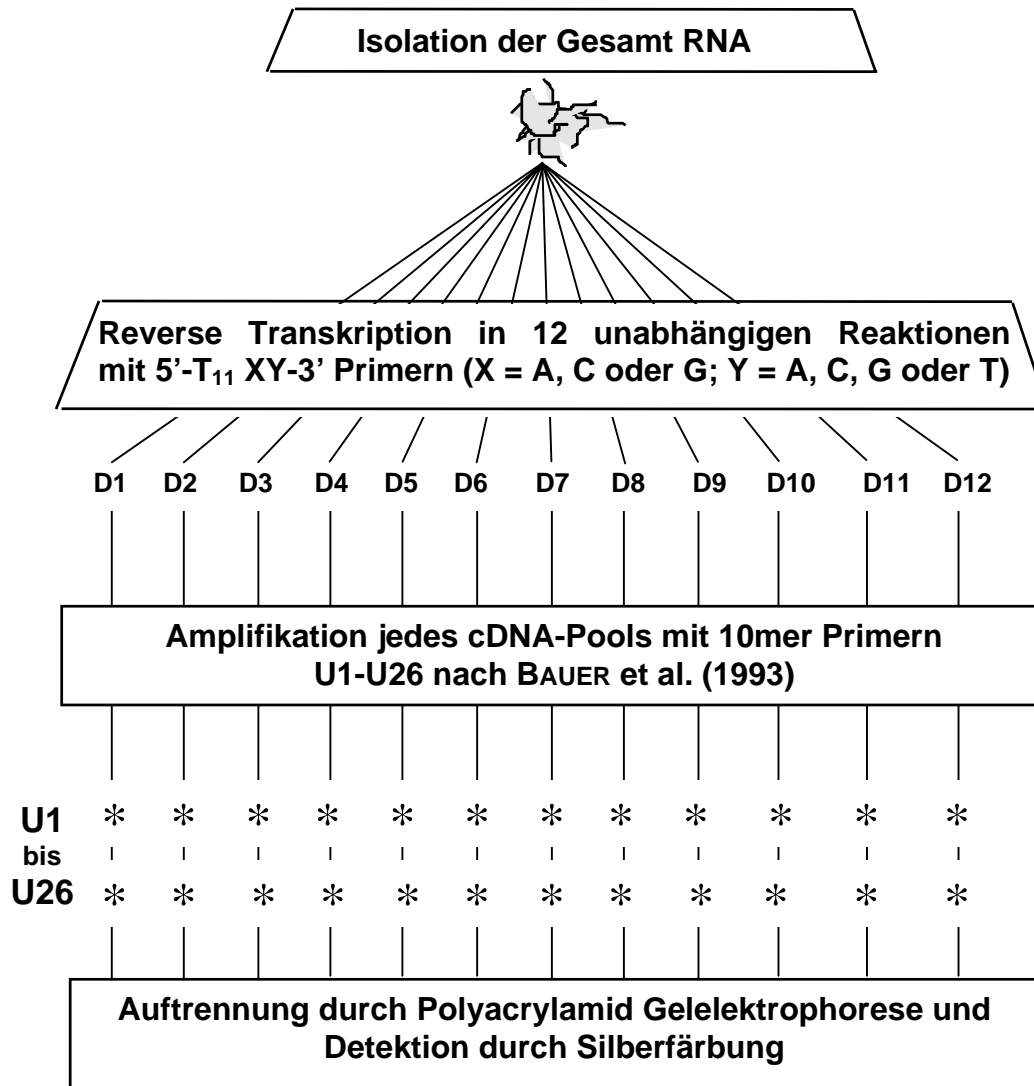 Isolation der Gesamt RNA
Reverse Transkription in 12 unabhängigen Reaktionen
mit 5’-T₁₁ XY-3’ Primern (X = A, C oder G; Y = A, C, G oder T)
D1 D2 D3 D4 D5 D6 D7 D8 D9 D10 D11 D12
Amplifikation jedes cDNA-Pools mit 10mer Primern
U1-U26 nach BAUER et al. (1993)
U1 * * * * * * * * * * * *
bis
U26 * * * * * * * * * * * *
Auftrennung durch Polyacrylamid Gelelektrophorese und
Detektion durch Silberfärbung